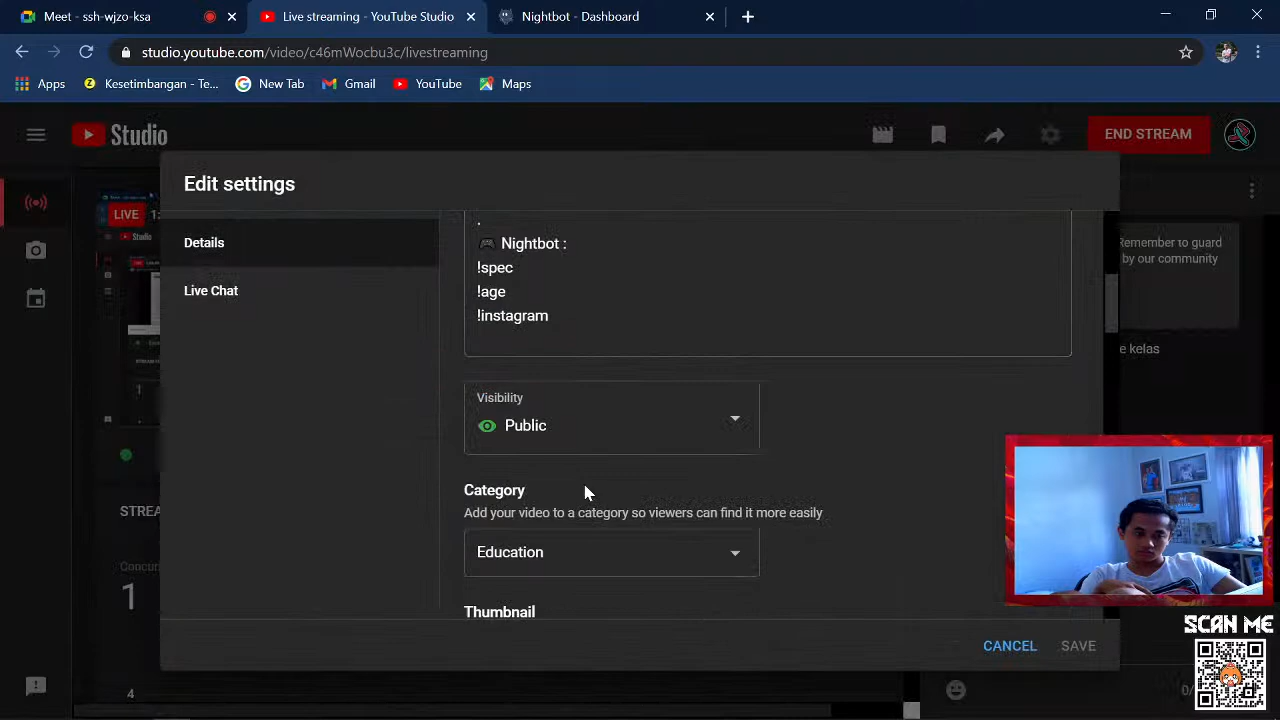 Meet - ssh-wjzo-ksa
Live streaming - YouTube Studio
Nightbot - Dashboard
studio.youtube.com/video/c46mWocbu3c/livestreaming
Apps
Kesetimbangan - Te...
New Tab
Gmail
YouTube
Maps
Studio
END STREAM
Edit settings
LIVE
Details
Live Chat
.
🎮 Nightbot :
!spec
!age
!instagram
Remember to guard
by our community
e kelas
Visibility
Public
Category
Add your video to a category so viewers can find it more easily
Education
Thumbnail
STREA
Concurr
1
4
CANCEL
SAVE
SCAN ME
0/